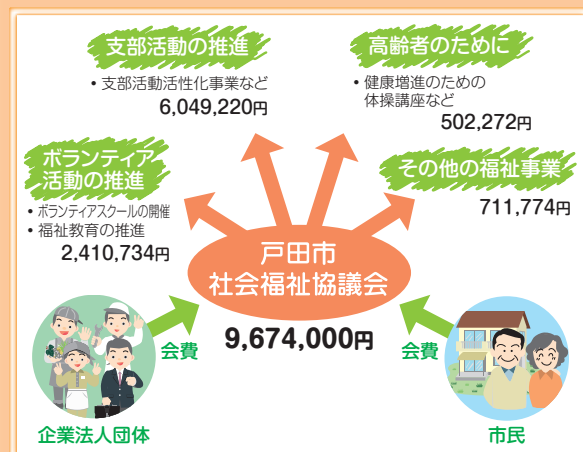 支部活動の推進
・支部活動活性化事業など
6,049,220円
高齢者のために
・健康増進のための
体操講座など
502,272円
ボランティア
活動の推進
・ボランティアスクールの開催
・福祉教育の推進
2,410,734円
その他の福祉事業
711,774円
戸田市
社会福祉協議会
9,674,000円
会費
会費
企業法人団体
市民